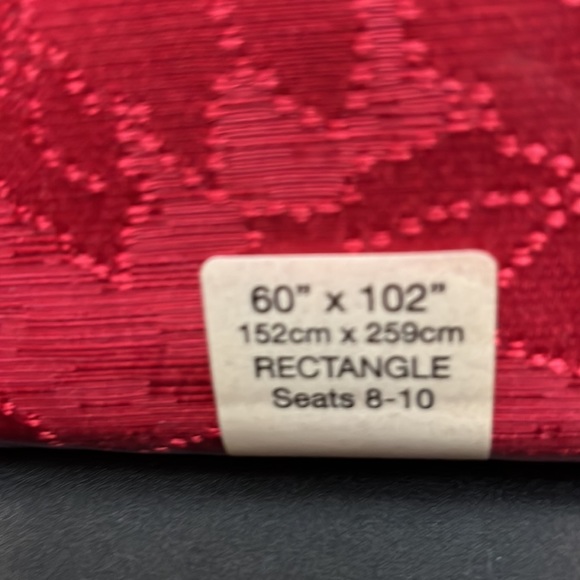 60” x 102”
152cm x 259cm
RECTANGLE
Seats 8-10